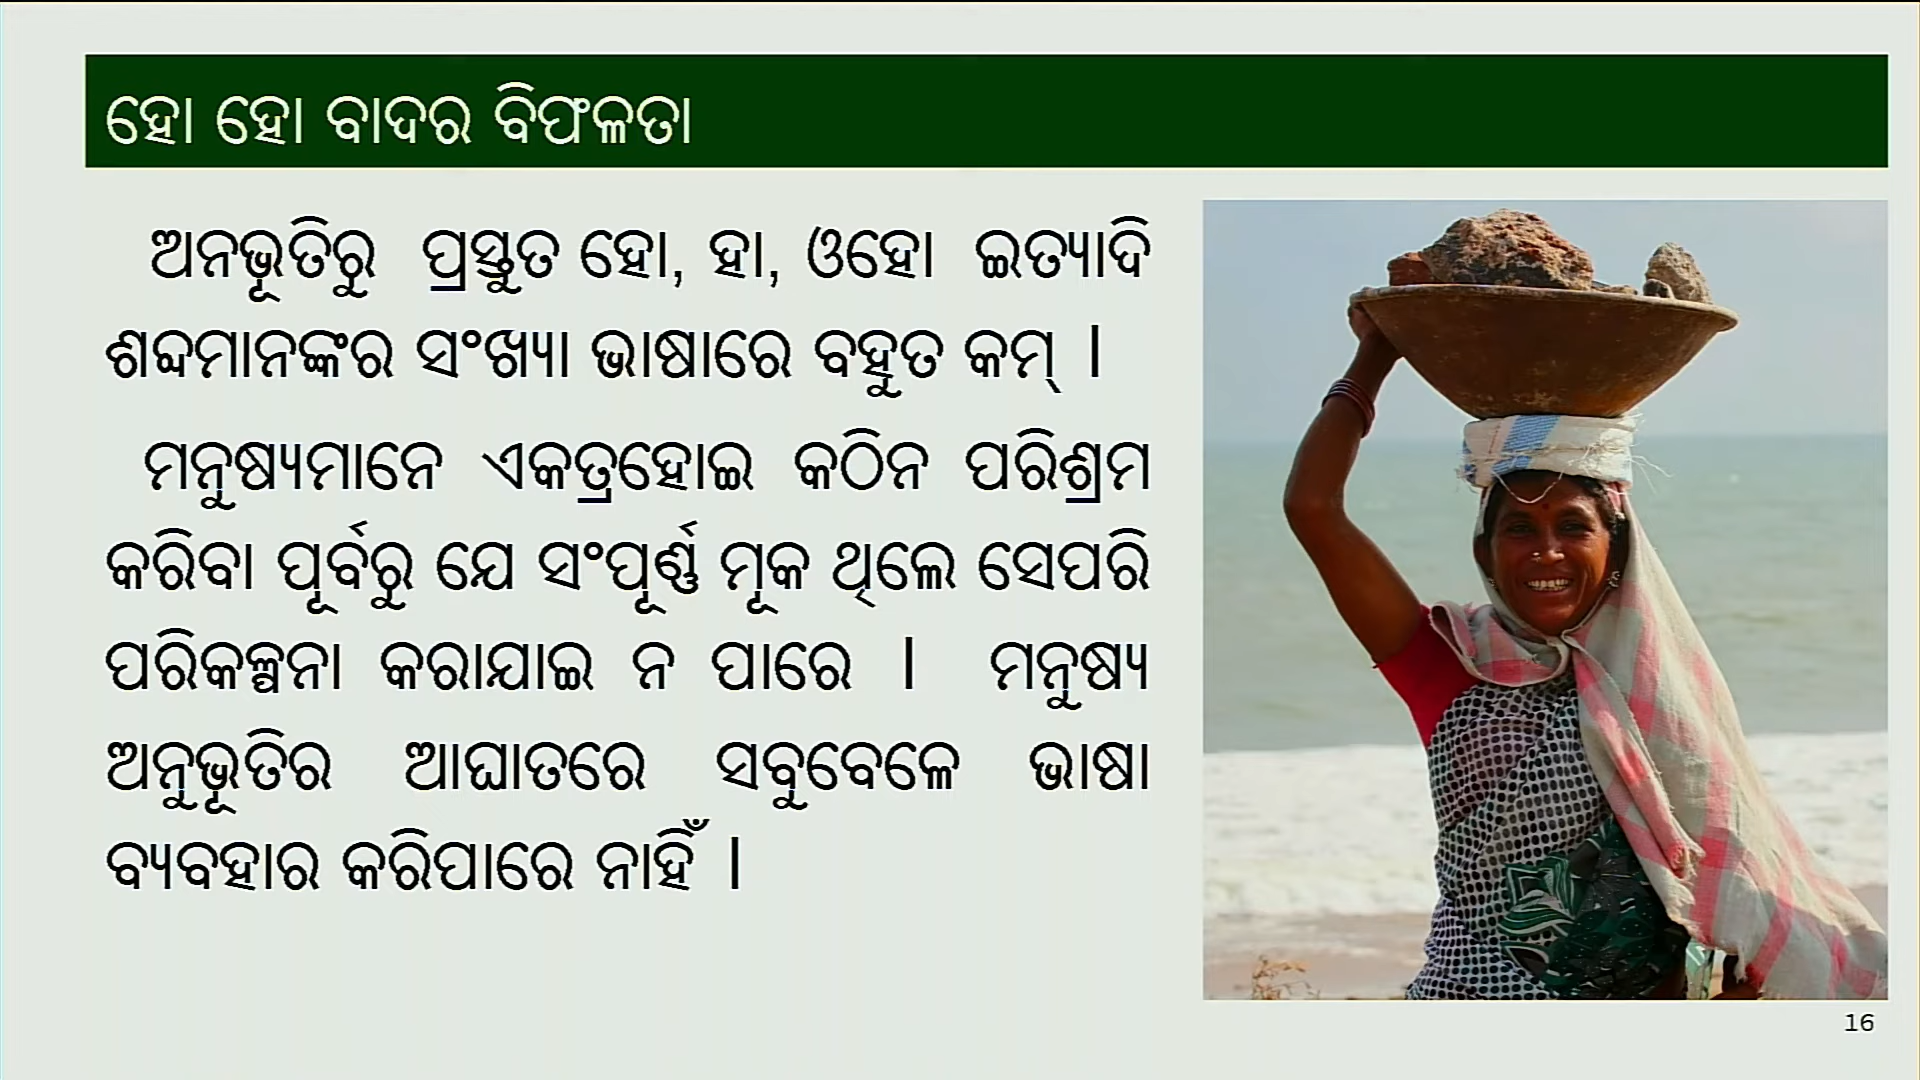 ହୋ ହୋ ବାଦର ବିଫଳତା
ଅନଭୂତିରୁ ପ୍ରସ୍ତୁତ ହୋ, ହା, ଓହୋ ଇତ୍ୟାଦି
ଶବ୍ଦମାନଙ୍କର ସଂଖ୍ୟା ଭାଷାରେ ବହୁତ କମ୍ ।
ମନୁଷ୍ୟମାନେ ଏକତ୍ରହୋଇ କଠିନ ପରିଶ୍ରମ
କରିବା ପୂର୍ବରୁ ଯେ ସଂପୂର୍ଣ୍ଣ ମୂକ ଥିଲେ ସେପରି
ପରିକଳ୍ପନା କରାଯାଇ ନ ପାରେ । ମନୁଷ୍ୟ
ଅନୁଭୂତିର ଆଘାତରେ ସବୁବେଳେ ଭାଷା
ବ୍ୟବହାର କରିପାରେ ନାହିଁ ।
16